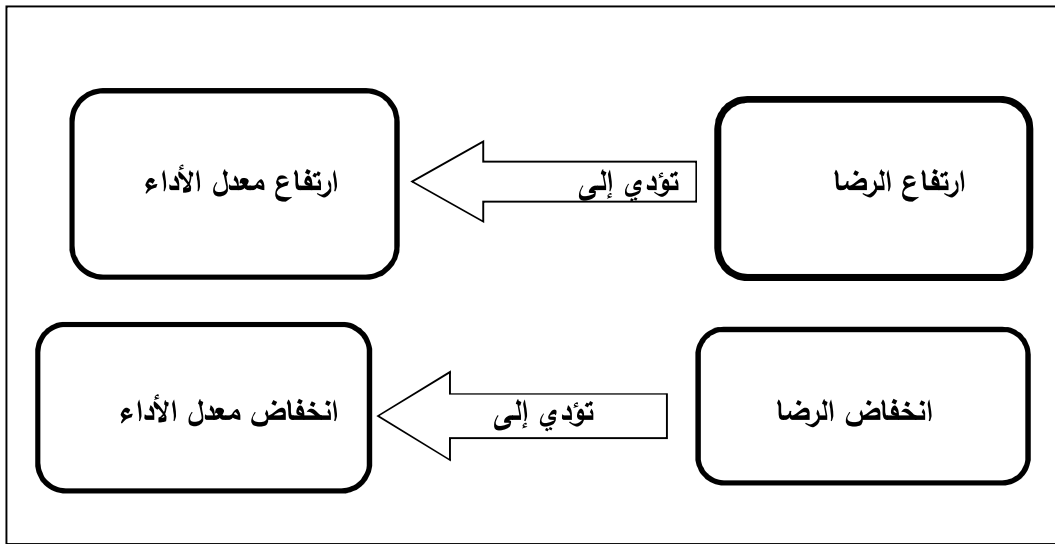 ارتفاع الرضا
تؤدي إلى
ارتفاع معدل الأداء
انخفاض الرضا
تؤدي إلى
انخفاض معدل الأداء